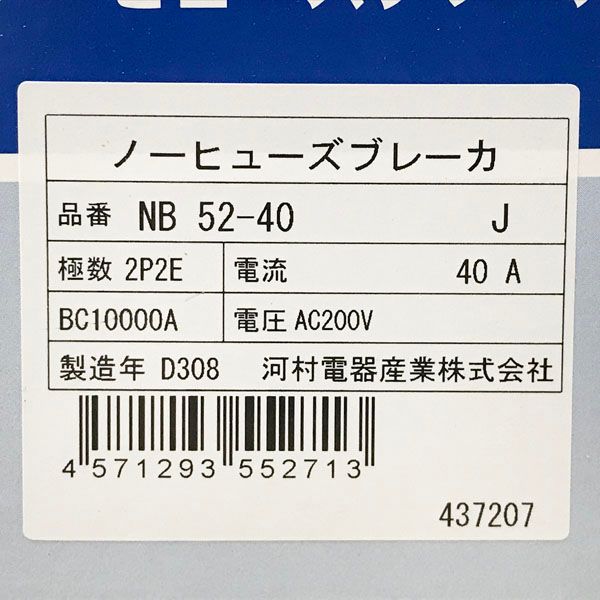 ノーヒューズブレーカ
品番 NB 52-40 J
極数 2P2E 電流 40 A
BC10000A 電圧 AC200V
製造年 D308 河村電器産業株式会社
4 571293 552713
437207